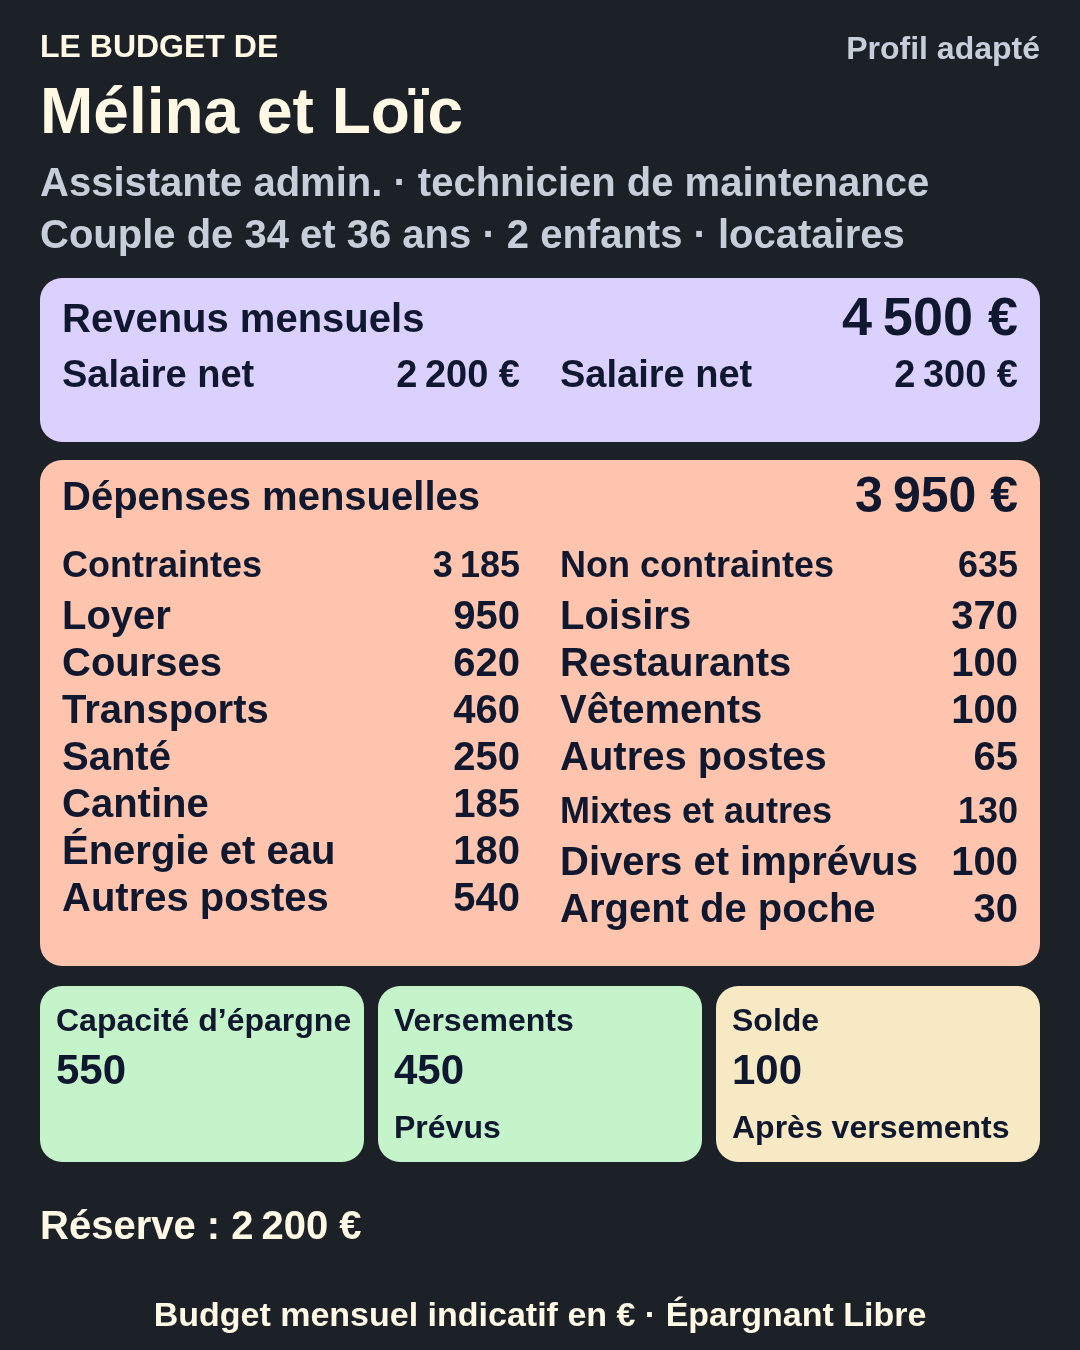 LE BUDGET DE
Profil adapté
Mélina et Loïc
Assistante admin. · technicien de maintenance
Couple de 34 et 36 ans · 2 enfants · locataires
Revenus mensuels 4 500 €
Salaire net 2 200 € Salaire net 2 300 €
Dépenses mensuelles 3 950 €
Contraintes 3 185
Loyer 950
Courses 620
Transports 460
Santé 250
Cantine 185
Énergie et eau 180
Autres postes 540
Non contraintes 635
Loisirs 370
Restaurants 100
Vêtements 100
Autres postes 65
Mixtes et autres 130
Divers et imprévus 100
Argent de poche 30
Capacité d’épargne
550
Versements
450
Prévus
Solde
100
Après versements
Réserve : 2 200 €
Budget mensuel indicatif en € · Épargnant Libre